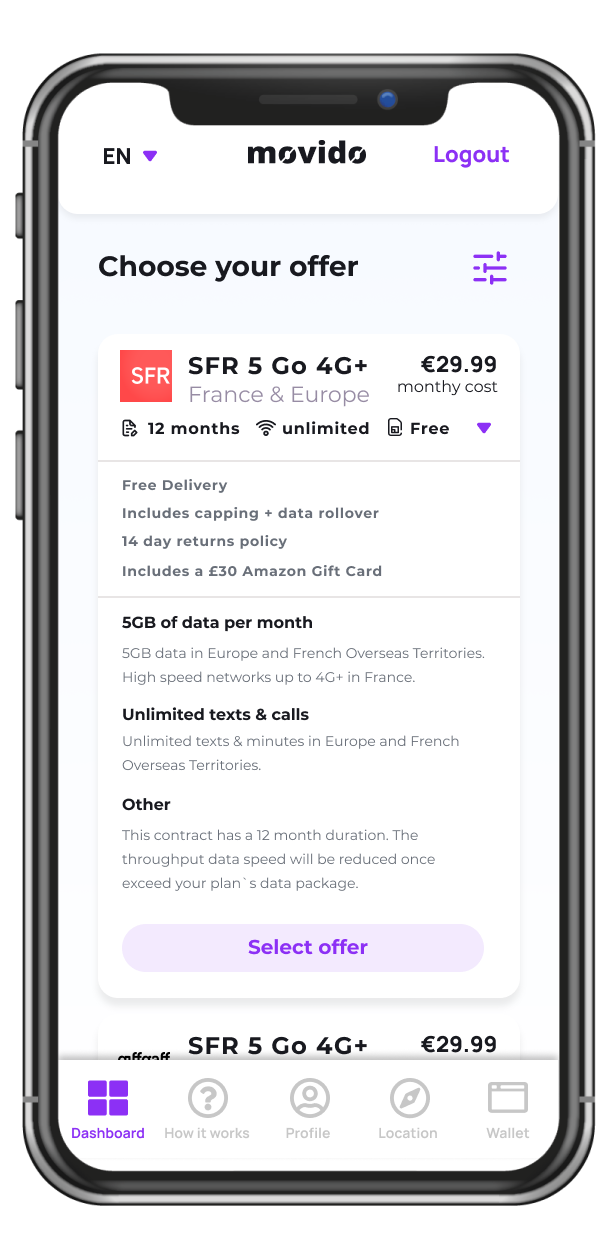 EN
movido
Logout
Choose your offer
SFR
SFR 5 Go 4G+
€29.99
France & Europe
monthy cost
12 months
unlimited
Free
Free Delivery
Includes capping + data rollover
14 day returns policy
Includes a £30 Amazon Gift Card
5GB of data per month
5GB data in Europe and French Overseas Territories.
High speed networks up to 4G+ in France.
Unlimited texts & calls
Unlimited texts & minutes in Europe and French
Overseas Territories.
Other
This contract has a 12 month duration. The
throughput data speed will be reduced once
exceed your plan`s data package.
Select offer
giffgaff
SFR 5 Go 4G+
€29.99
Dashboard
How it works
Profile
Location
Wallet